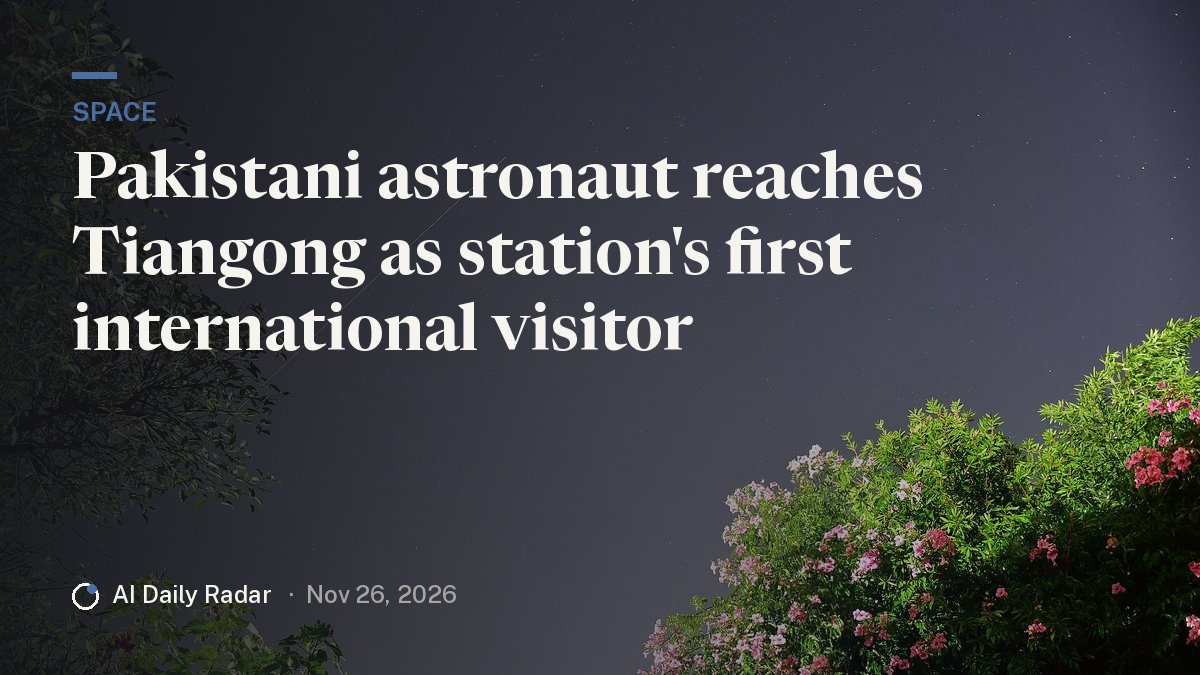 SPACE
Pakistani astronaut reaches
Tiangong as station's first
international visitor
AI Daily Radar · Nov 26, 2026